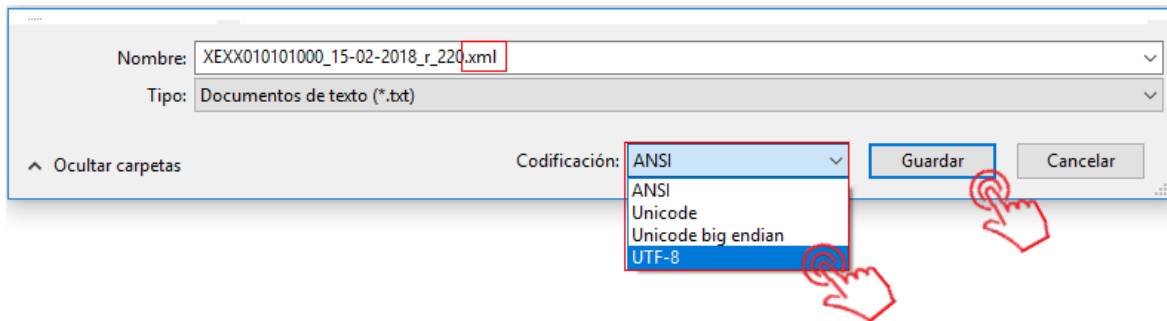 Nombre: XEXX010101000_15-02-2018_r_220.xml
Tipo: Documentos de texto (*.txt)
Ocultar carpetas Codificación: ANSI Guardar Cancelar
ANSI
Unicode
Unicode big endian
UTF-8